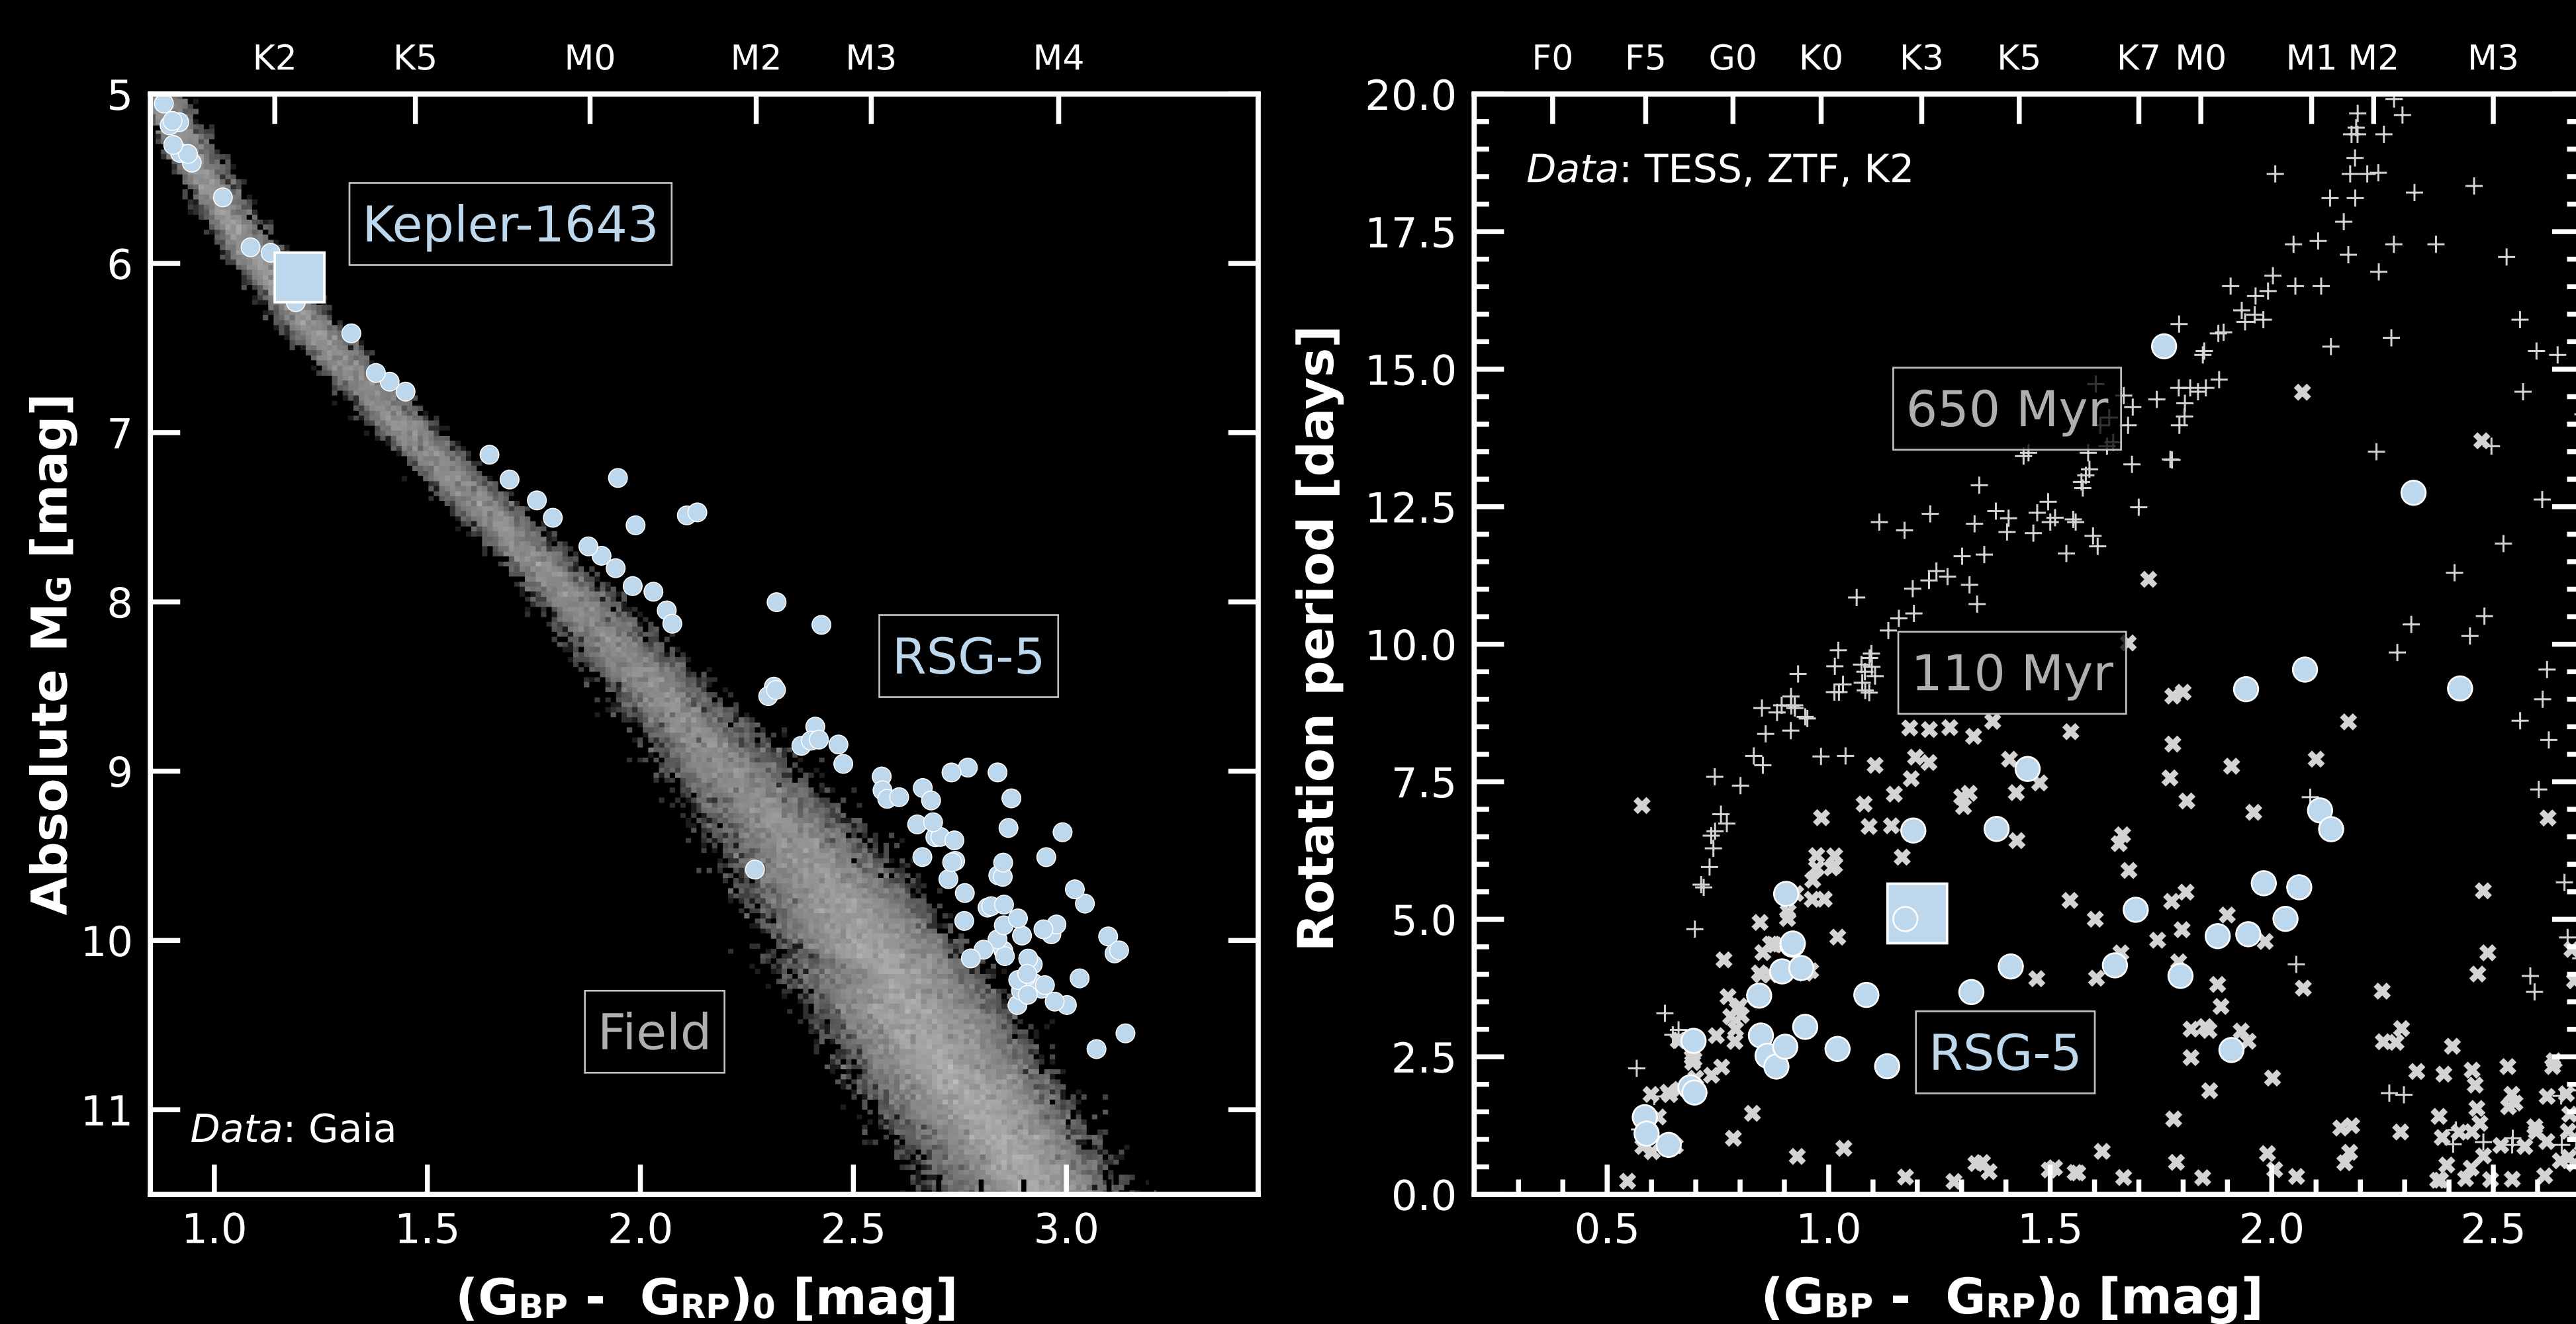 K2 K5 M0 M2 M3 M4
5
6
7
8
9
10
11
Absolute MG [mag]
Kepler-1643
RSG-5
Field
Data: Gaia
1.0 1.5 2.0 2.5 3.0
(GBP - GRP)0 [mag]
F0 F5 G0 K0 K3 K5 K7 M0 M1 M2 M3
20.0
17.5
15.0
12.5
10.0
7.5
5.0
2.5
0.0
Rotation period [days]
Data: TESS, ZTF, K2
650 Myr
110 Myr
RSG-5
0.5 1.0 1.5 2.0 2.5
(GBP - GRP)0 [mag]